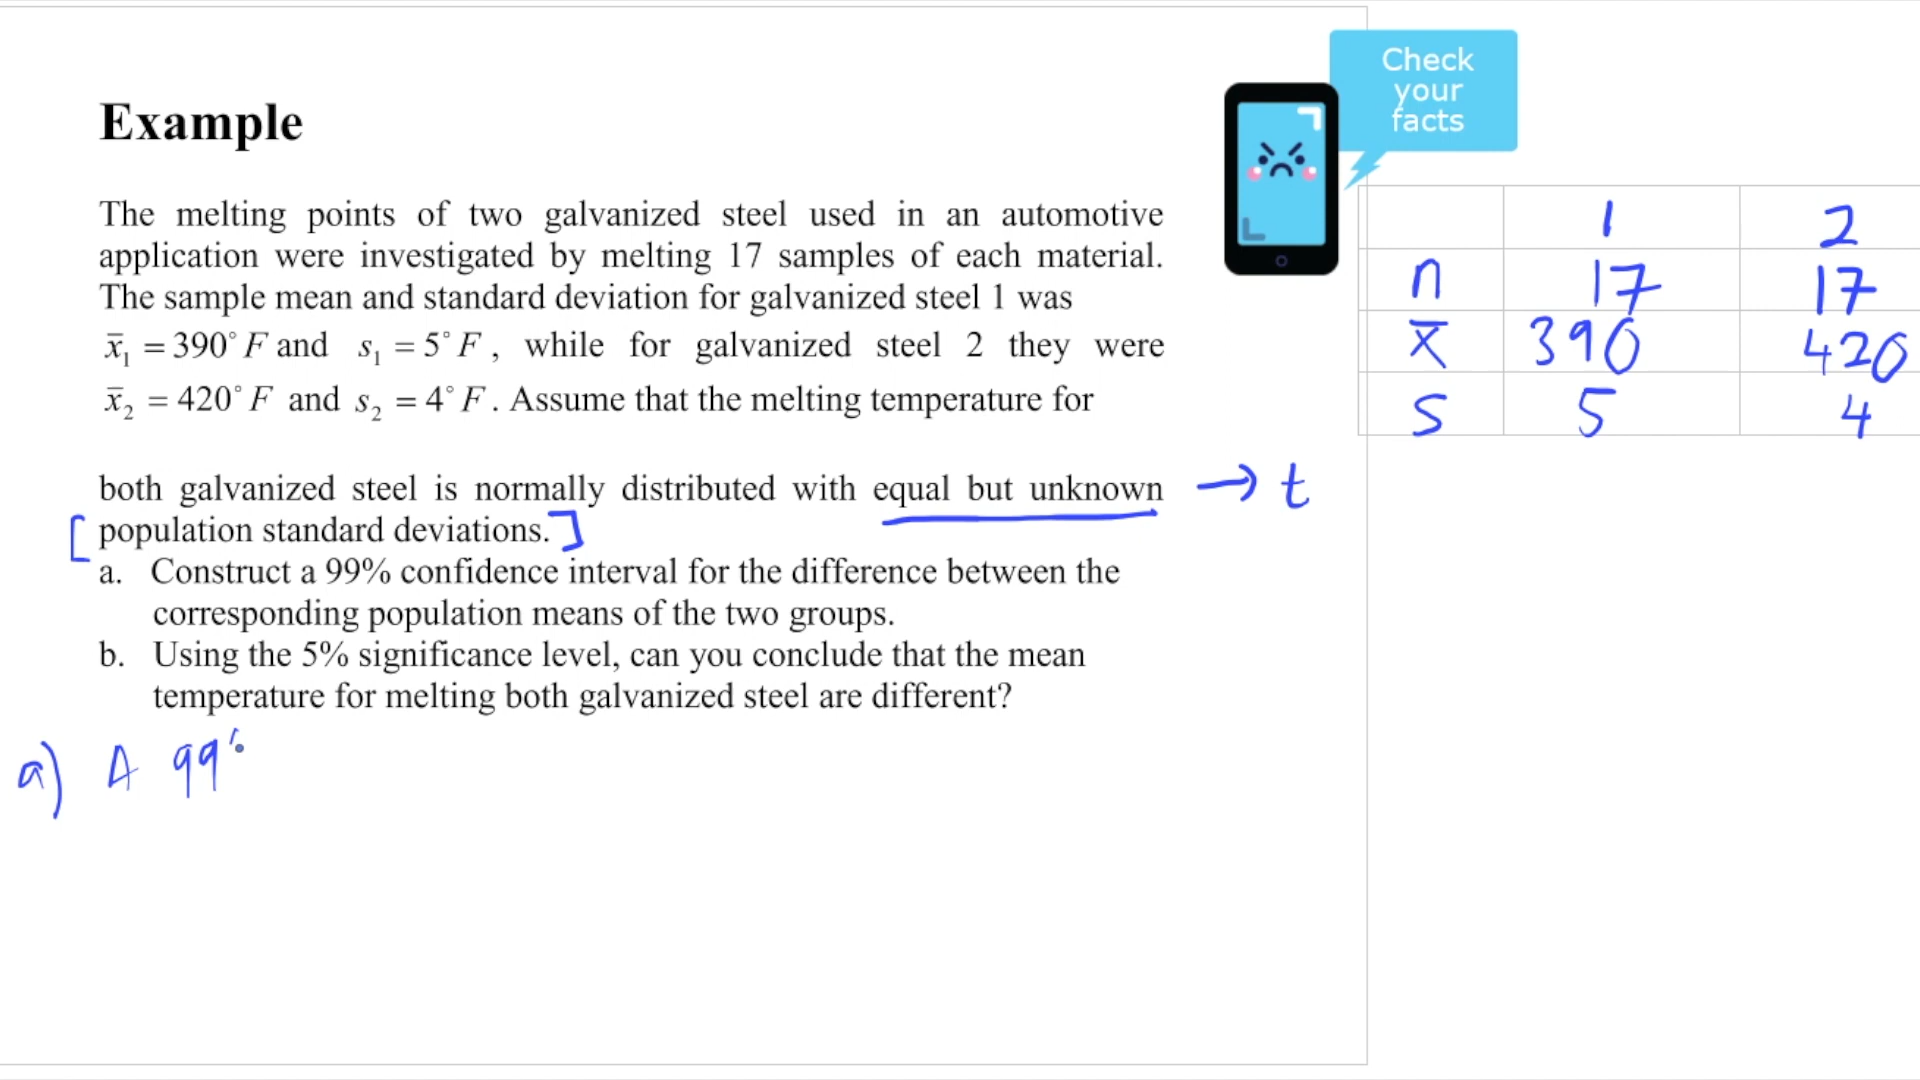 Check
your
facts
Example
The melting points of two galvanized steel used in an automotive
application were investigated by melting 17 samples of each material.
The sample mean and standard deviation for galvanized steel 1 was
x̄₁ = 390° F and s₁ = 5° F , while for galvanized steel 2 they were
x̄₂ = 420° F and s₂ = 4° F . Assume that the melting temperature for
both galvanized steel is normally distributed with equal but unknown → t
[ population standard deviations. ]
a. Construct a 99% confidence interval for the difference between the
corresponding population means of the two groups.
b. Using the 5% significance level, can you conclude that the mean
temperature for melting both galvanized steel are different?
a) A 99
1 2
n 17 17
x̄ 390 420
S 5 4